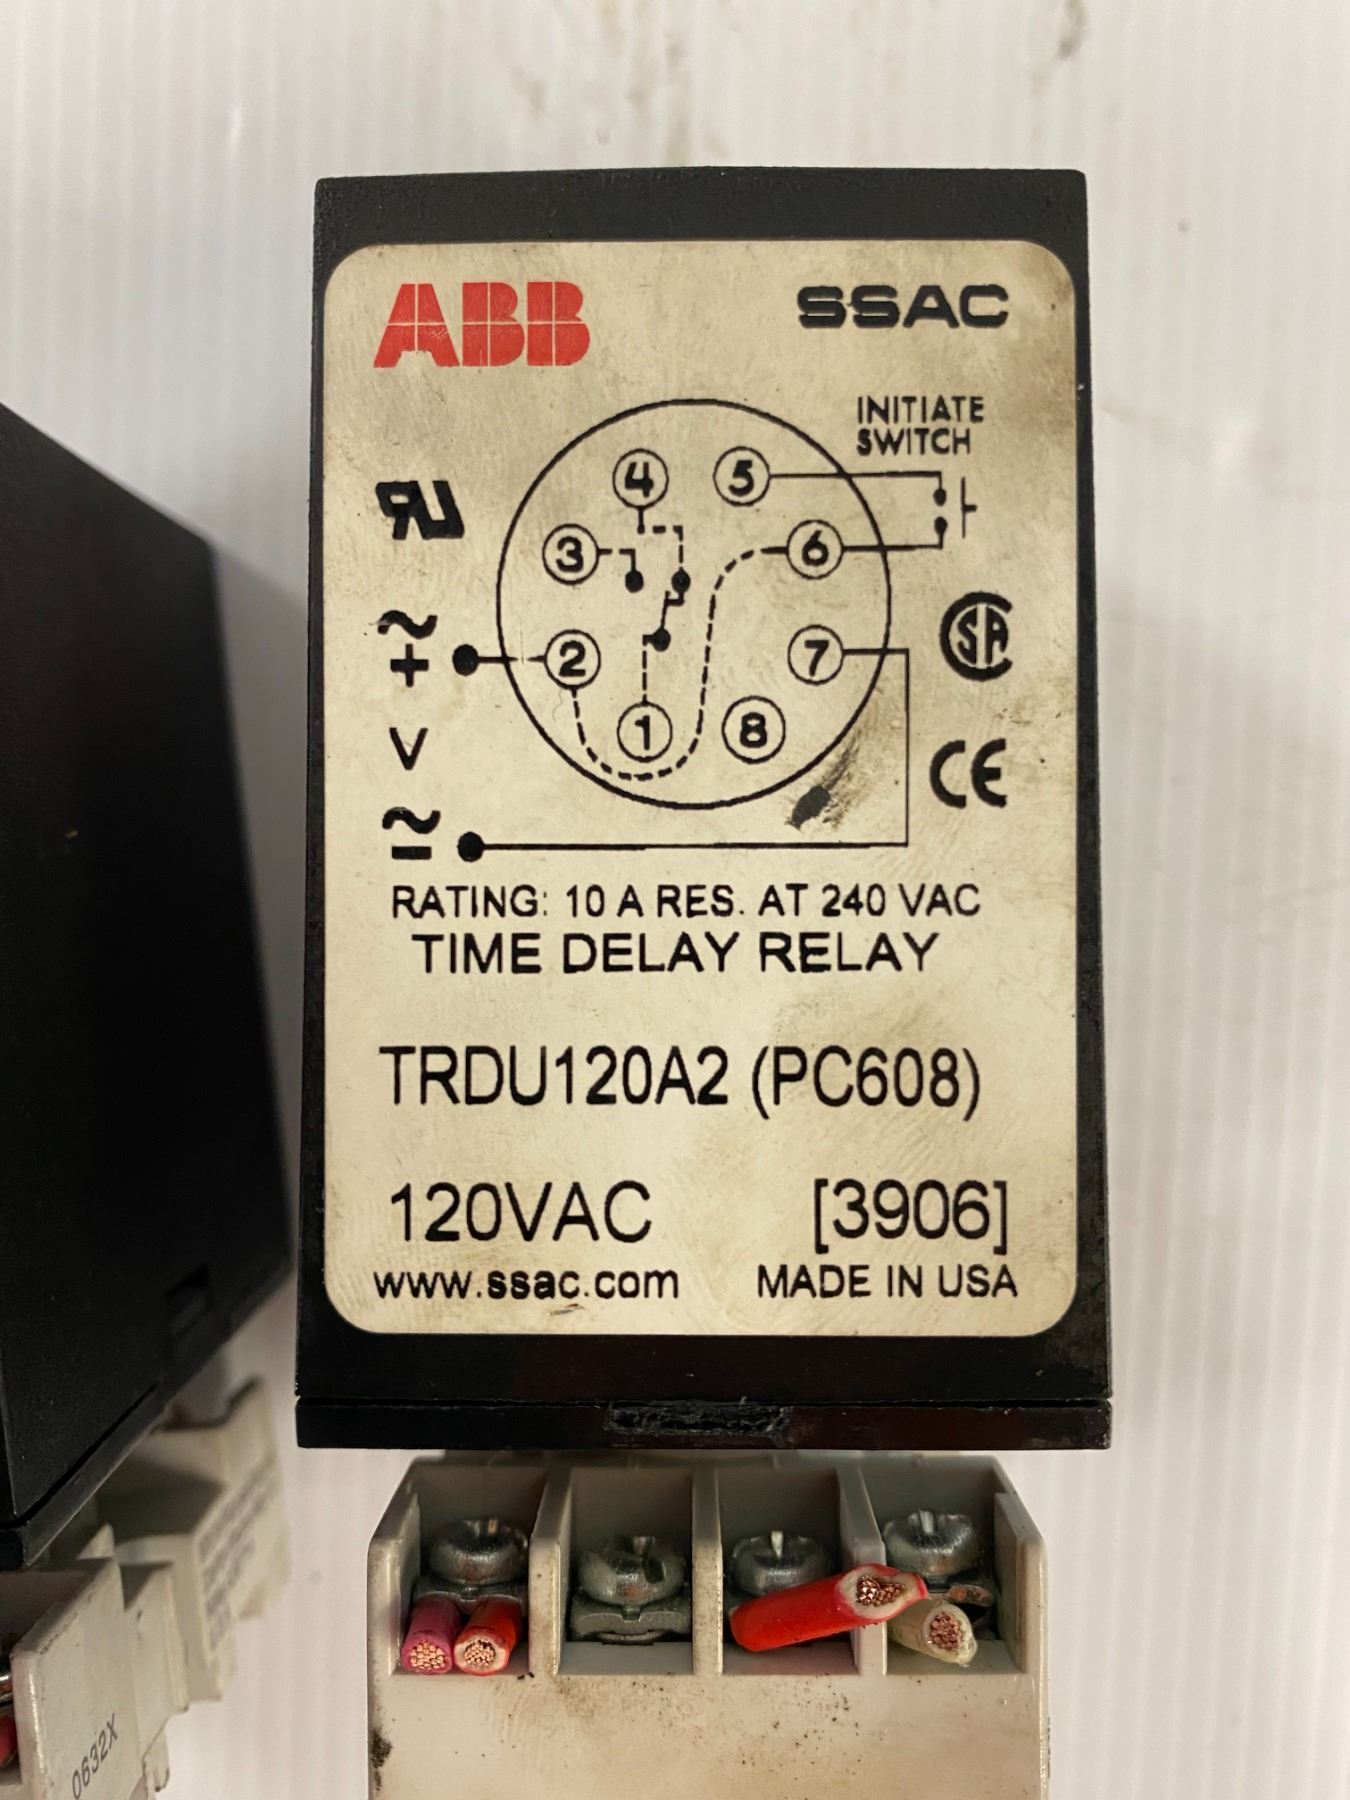 ABB SSAC
INITIATE
SWITCH
4 5
3 6
2 7
1 8
+
V
CE
RATING: 10 A RES. AT 240 VAC
TIME DELAY RELAY
TRDU120A2 (PC608)
120VAC [3906]
www.ssac.com MADE IN USA
0632X